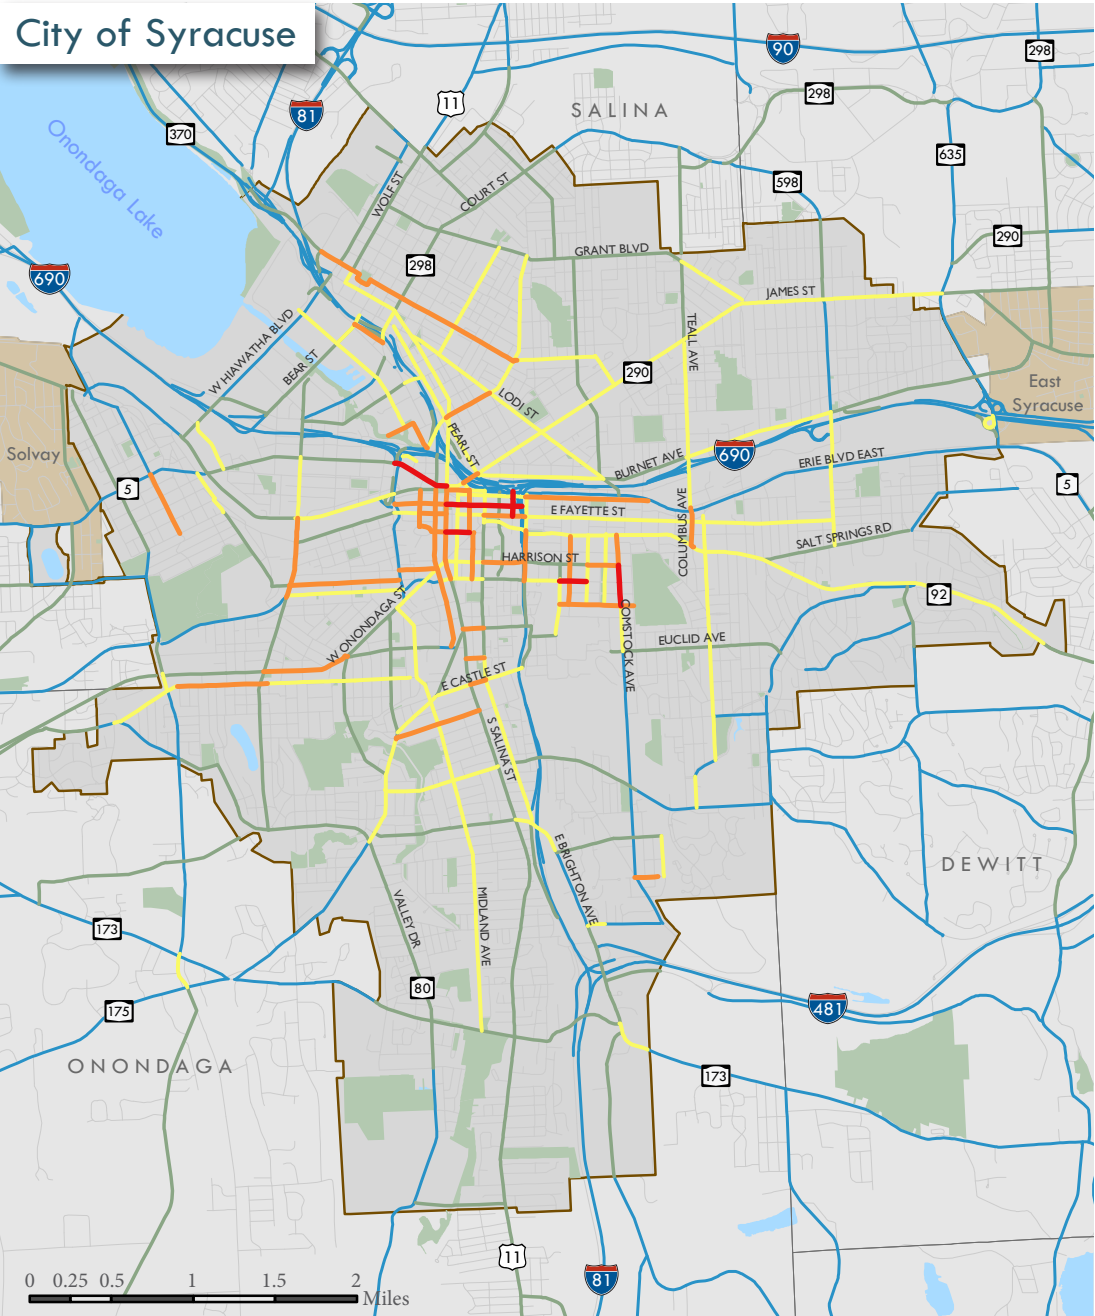 City of Syracuse
90
298
11
298
SALINA
81
370
635
Onondaga Lake
598
WOLF ST
COURT ST
290
GRANT BLVD
298
690
JAMES ST
W HIAWATHA BLVD
TEALL AVE
BEAR ST
290
East
Syracuse
LODI ST
Solvay
PEARL ST
690
BURNET AVE
ERIE BLVD EAST
5
5
E FAYETTE ST
COLUMBUS AVE
SALT SPRINGS RD
HARRISON ST
92
W ONONDAGA ST
COMSTOCK AVE
EUCLID AVE
E CASTLE ST
S SALINA ST
E BRIGHTON AVE
DEWITT
VALLEY DR
MIDLAND AVE
173
80
175
481
ONONDAGA
173
11
81
0 0.25 0.5 1 1.5 2
Miles